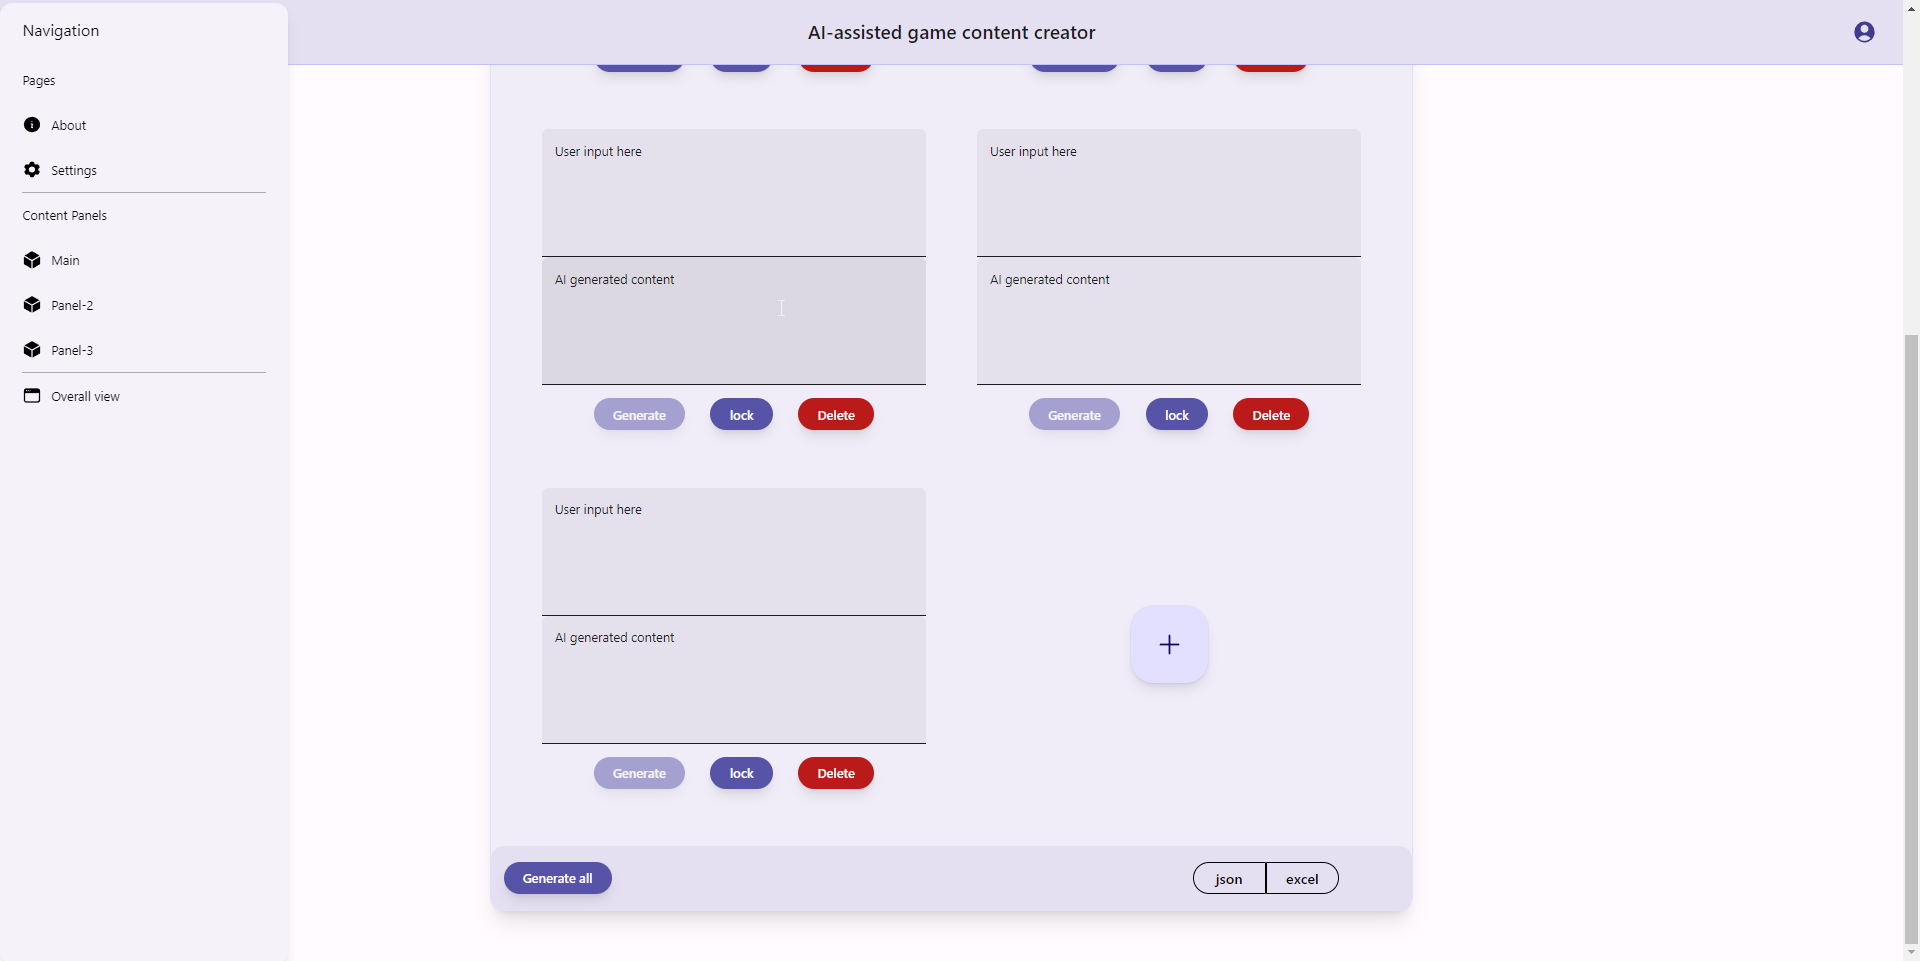 Navigation
Pages
About
Settings
Content Panels
Main
Panel-2
Panel-3
Overall view
AI-assisted game content creator
User input here
AI generated content
Generate
lock
Delete
User input here
AI generated content
Generate
lock
Delete
User input here
AI generated content
Generate
lock
Delete
+
Generate all
json
excel